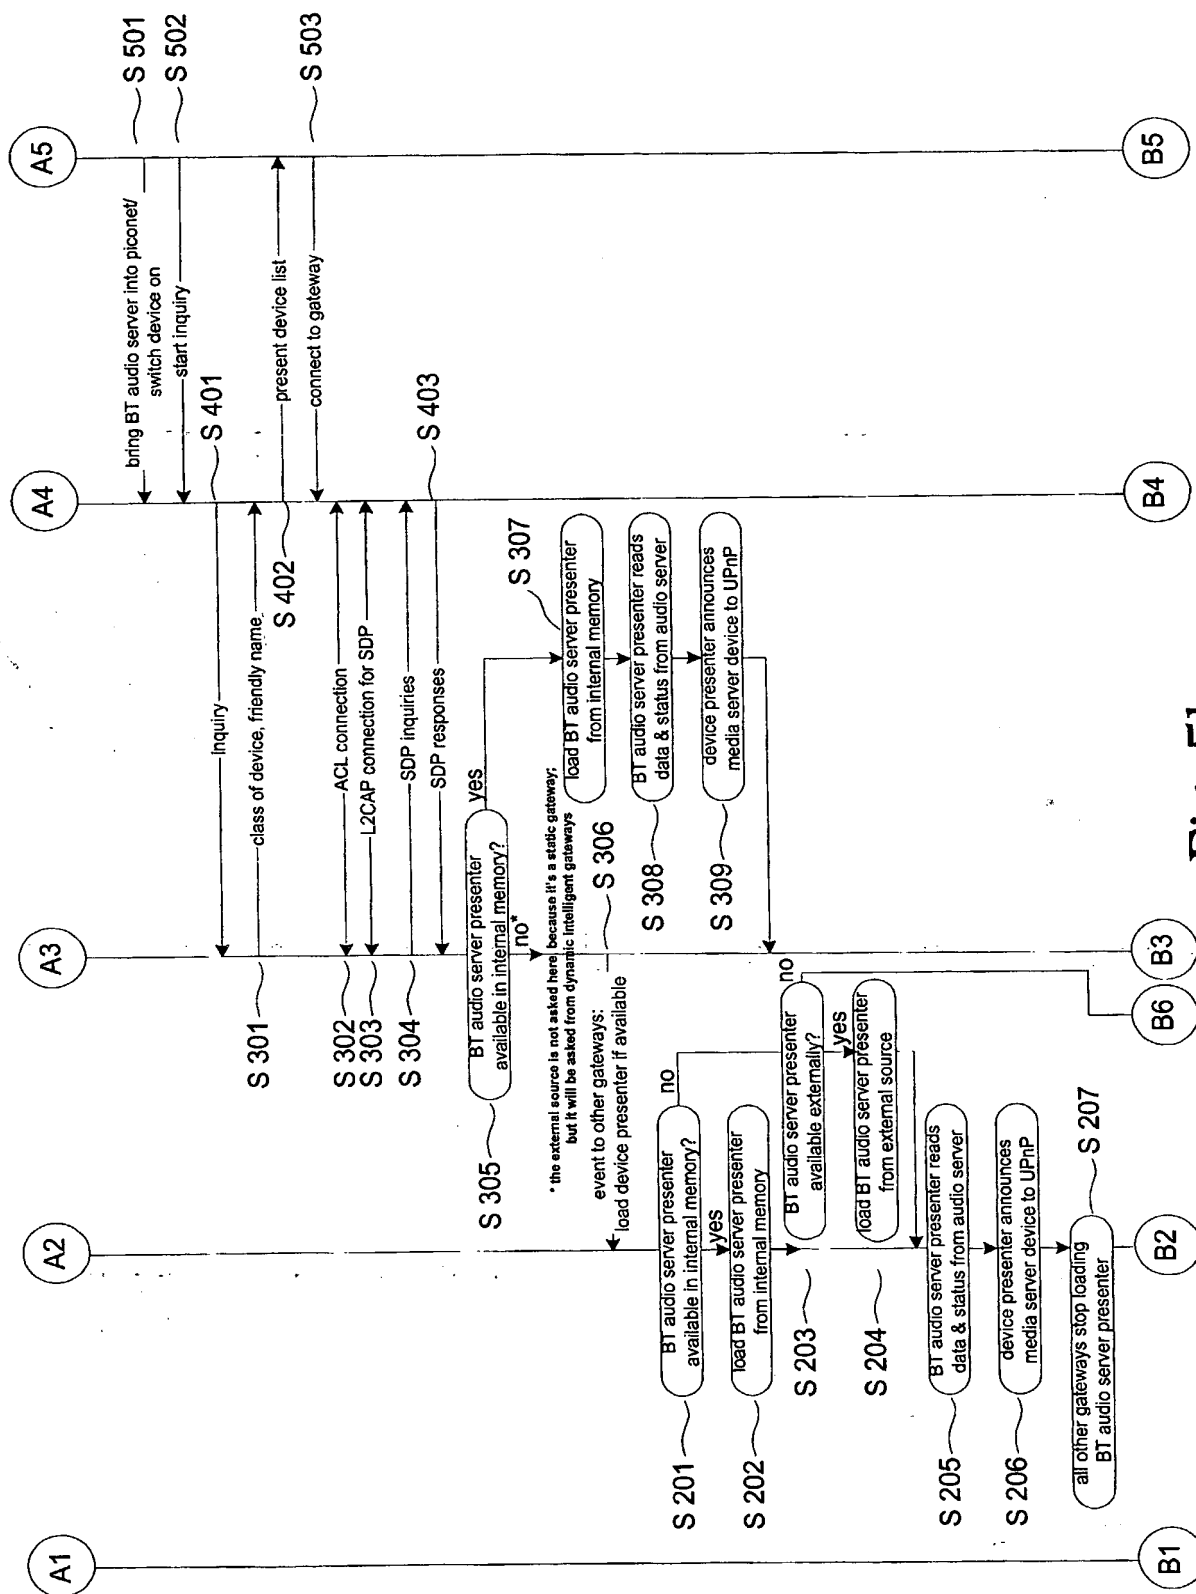 A1
A2
A3
A4
A5
bring BT audio server into piconet/
switch device on
S 501
start inquiry
S 502
Inquiry
S 401
S 301
class of device, friendly name
S 402
present device list
S 302
ACL connection
connect to gateway
S 503
S 303
L2CAP connection for SDP
S 304
SDP inquiries
SDP responses
S 403
S 305
BT audio server presenter
available in internal memory?
yes
no*
S 307
load BT audio server presenter
from internal memory
* the external source is not asked here, because it's a static gateway;
but it will be asked from dynamic intelligent gateways
event to other gateways:
load device presenter if available
S 306
S 308
BT audio server presenter reads
data & status from audio server
S 201
BT audio server presenter
available in internal memory?
no
yes
S 309
device presenter announces
media server device to UPnP
S 202
load BT audio server presenter
from internal memory
S 203
BT audio server presenter
available externally?
no
yes
S 204
load BT audio server presenter
from external source
S 205
BT audio server presenter reads
data & status from audio server
S 206
device presenter announces
media server device to UPnP
all other gateways stop loading
BT audio server presenter
S 207
B1
B2
B6
B3
B4
B5